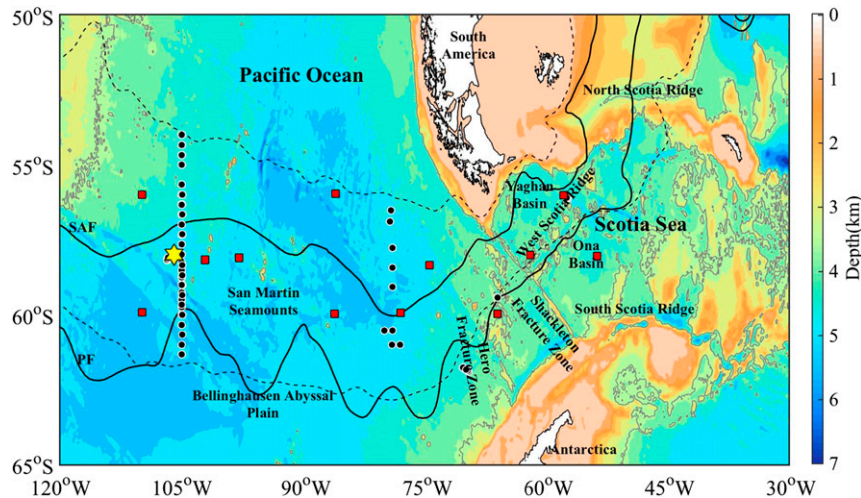 50°S
55°S
60°S
65°S
120°W
105°W
90°W
75°W
60°W
45°W
30°W
Pacific Ocean
South
America
North Scotia Ridge
Yaghan
Basin
West Scotia Ridge
Scotia Sea
Ona
Basin
SAF
San Martin
Seamounts
South Scotia Ridge
Shackleton
Fracture Zone
Hero
Fracture Zone
PF
Bellinghausen Abyssal
Plain
Antarctica
0
1
2
3
4
5
6
7
Depth(km)